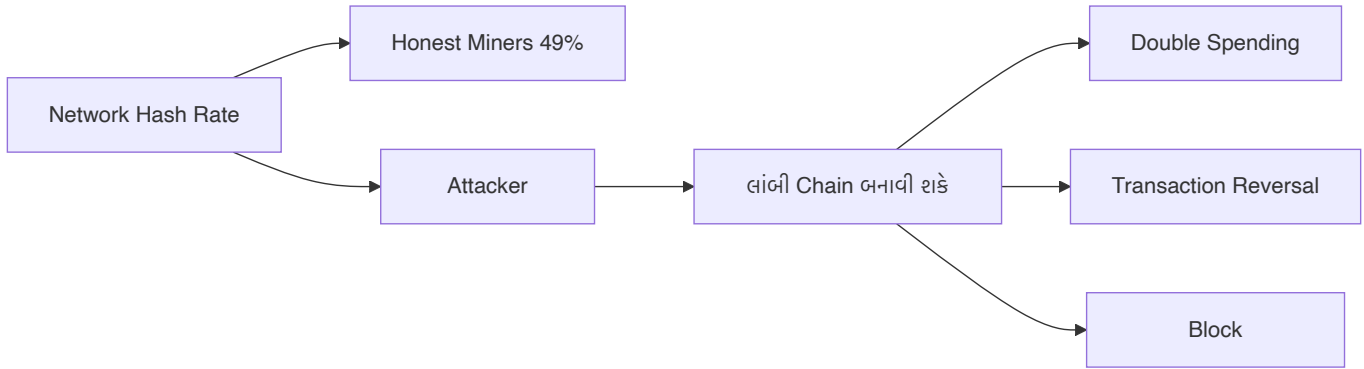 Network Hash Rate
Honest Miners 49%
Attacker
લાંબી Chain બનાવી શકે
Double Spending
Transaction Reversal
Block